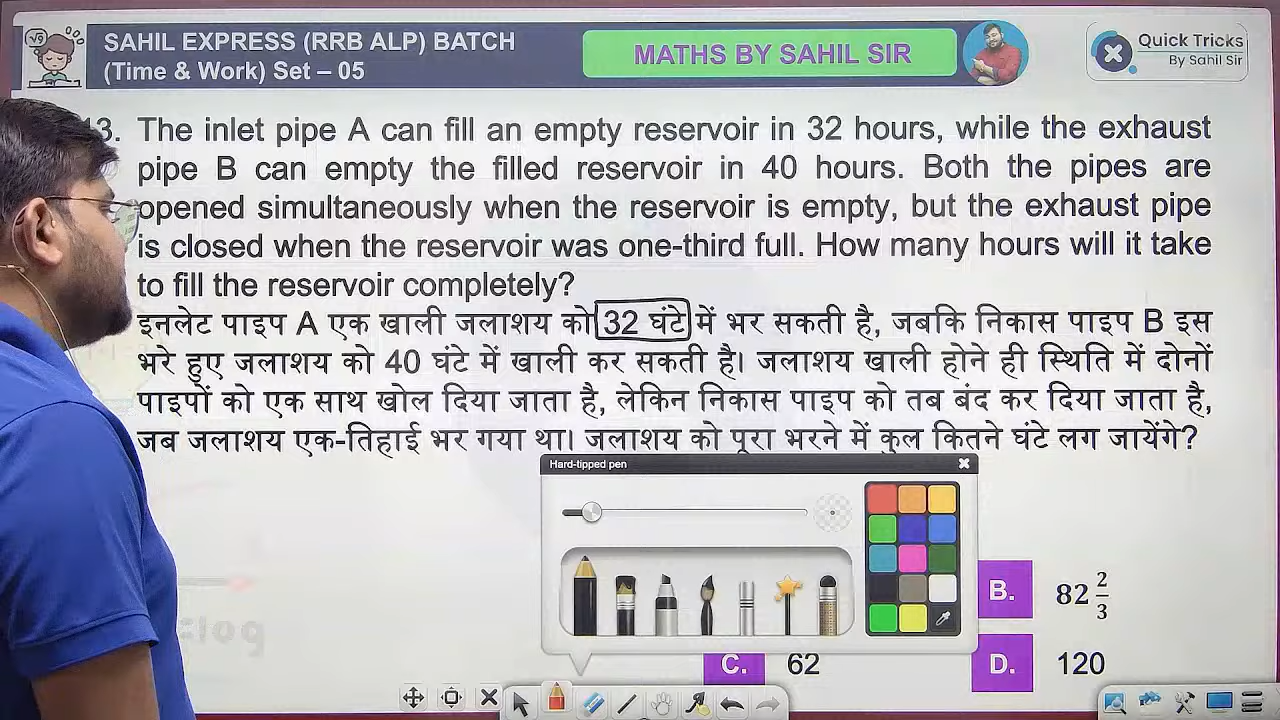 SAHIL EXPRESS (RRB ALP) BATCH
(Time & Work) Set – 05
MATHS BY SAHIL SIR
Quick Tricks
By Sahil Sir
13. The inlet pipe A can fill an empty reservoir in 32 hours, while the exhaust
pipe B can empty the filled reservoir in 40 hours. Both the pipes are
opened simultaneously when the reservoir is empty, but the exhaust pipe
is closed when the reservoir was one-third full. How many hours will it take
to fill the reservoir completely?
इनलेट पाइप A एक खाली जलाशय को 32 घंटे में भर सकती है, जबकि निकास पाइप B इस
भरे हुए जलाशय को 40 घंटे में खाली कर सकती है। जलाशय खाली होने ही स्थिति में दोनों
पाइपों को एक साथ खोल दिया जाता है, लेकिन निकास पाइप को तब बंद कर दिया जाता है,
जब जलाशय एक-तिहाई भर गया था। जलाशय को पूरा भरने में कुल कितने घंटे लग जायेंगे?
Hard-tipped pen
B. 82 2/3
C. 62
D. 120